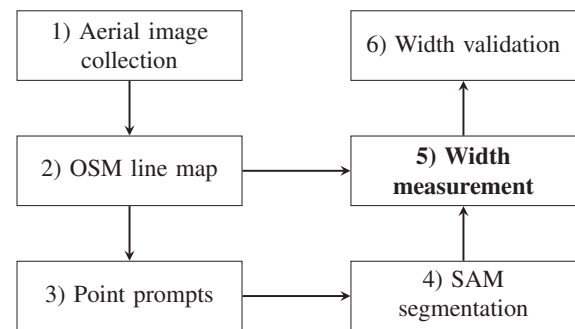 1) Aerial image
collection
2) OSM line map
3) Point prompts
4) SAM
segmentation
5) Width
measurement
6) Width validation